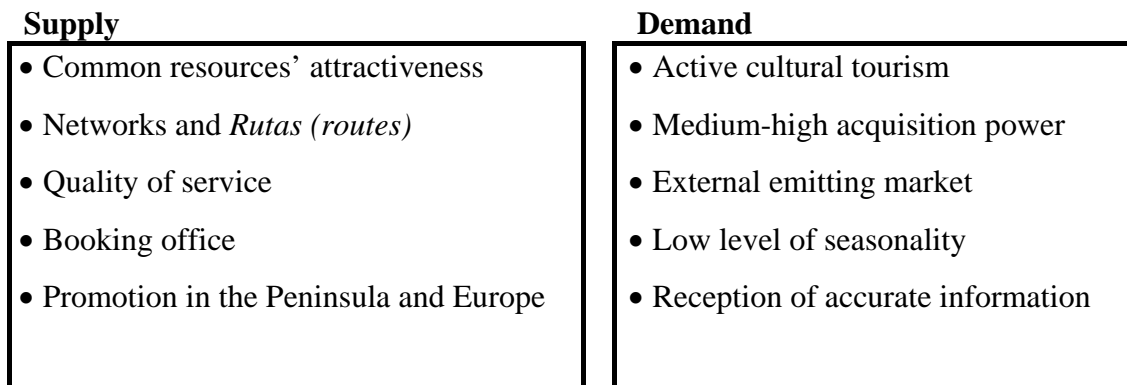 Supply
• Common resources’ attractiveness
• Networks and Rutas (routes)
• Quality of service
• Booking office
• Promotion in the Peninsula and Europe
Demand
• Active cultural tourism
• Medium-high acquisition power
• External emitting market
• Low level of seasonality
• Reception of accurate information